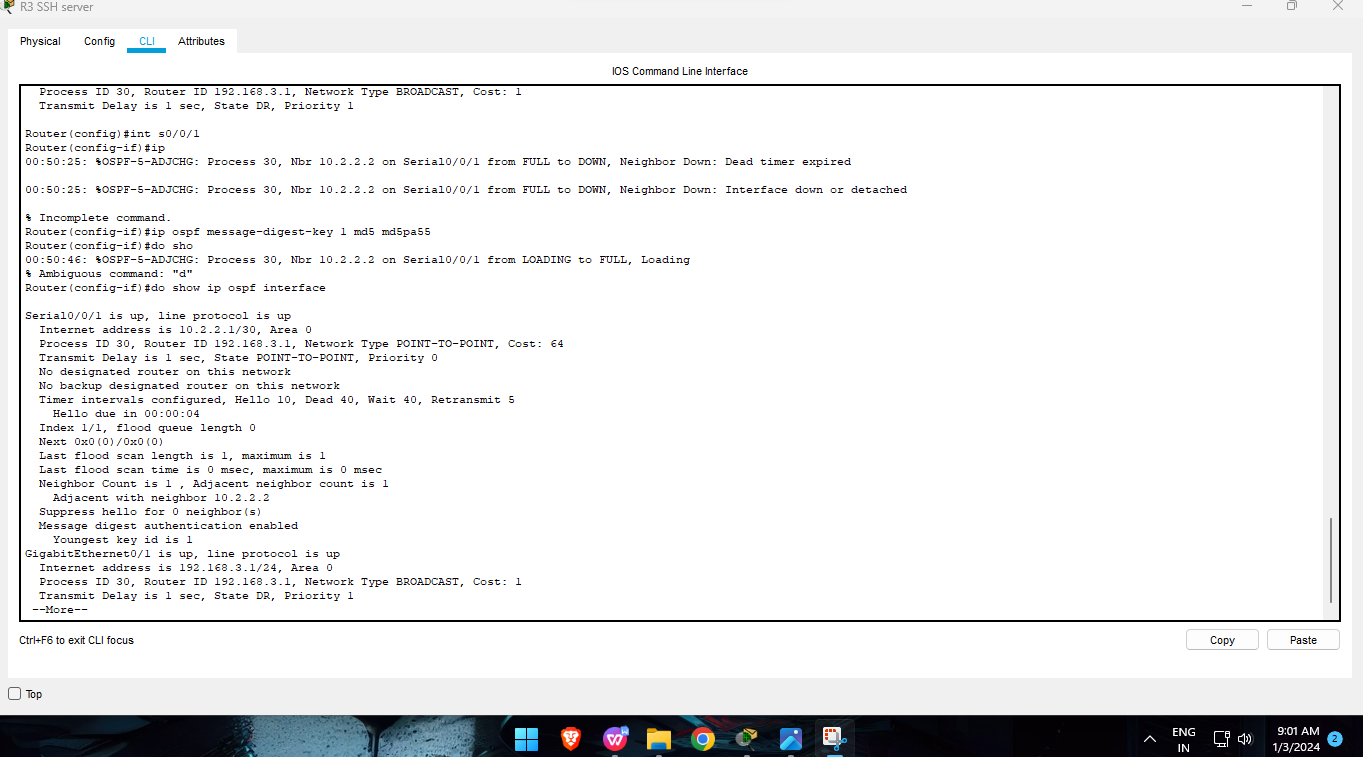 R3 SSH server
Physical Config CLI Attributes
IOS Command Line Interface
Process ID 30, Router ID 192.168.3.1, Network Type BROADCAST, Cost: 1
Transmit Delay is 1 sec, State DR, Priority 1
Router(config)#int s0/0/1
Router(config-if)#ip
00:50:25: %OSPF-5-ADJCHG: Process 30, Nbr 10.2.2.2 on Serial0/0/1 from FULL to DOWN, Neighbor Down: Dead timer expired
00:50:25: %OSPF-5-ADJCHG: Process 30, Nbr 10.2.2.2 on Serial0/0/1 from FULL to DOWN, Neighbor Down: Interface down or detached
% Incomplete command.
Router(config-if)#ip ospf message-digest-key 1 md5 md5pa55
Router(config-if)#do sho
00:50:46: %OSPF-5-ADJCHG: Process 30, Nbr 10.2.2.2 on Serial0/0/1 from LOADING to FULL, Loading
% Ambiguous command: "d"
Router(config-if)#do show ip ospf interface
Serial0/0/1 is up, line protocol is up
Internet address is 10.2.2.1/30, Area 0
Process ID 30, Router ID 192.168.3.1, Network Type POINT-TO-POINT, Cost: 64
Transmit Delay is 1 sec, State POINT-TO-POINT, Priority 0
No designated router on this network
No backup designated router on this network
Timer intervals configured, Hello 10, Dead 40, Wait 40, Retransmit 5
Hello due in 00:00:04
Index 1/1, flood queue length 0
Next 0x0(0)/0x0(0)
Last flood scan length is 1, maximum is 1
Last flood scan time is 0 msec, maximum is 0 msec
Neighbor Count is 1 , Adjacent neighbor count is 1
Adjacent with neighbor 10.2.2.2
Suppress hello for 0 neighbor(s)
Message digest authentication enabled
Youngest key id is 1
GigabitEthernet0/1 is up, line protocol is up
Internet address is 192.168.3.1/24, Area 0
Process ID 30, Router ID 192.168.3.1, Network Type BROADCAST, Cost: 1
Transmit Delay is 1 sec, State DR, Priority 1
--More--
Ctrl+F6 to exit CLI focus
Copy Paste
Top
ENG 9:01 AM
IN 1/3/2024 2